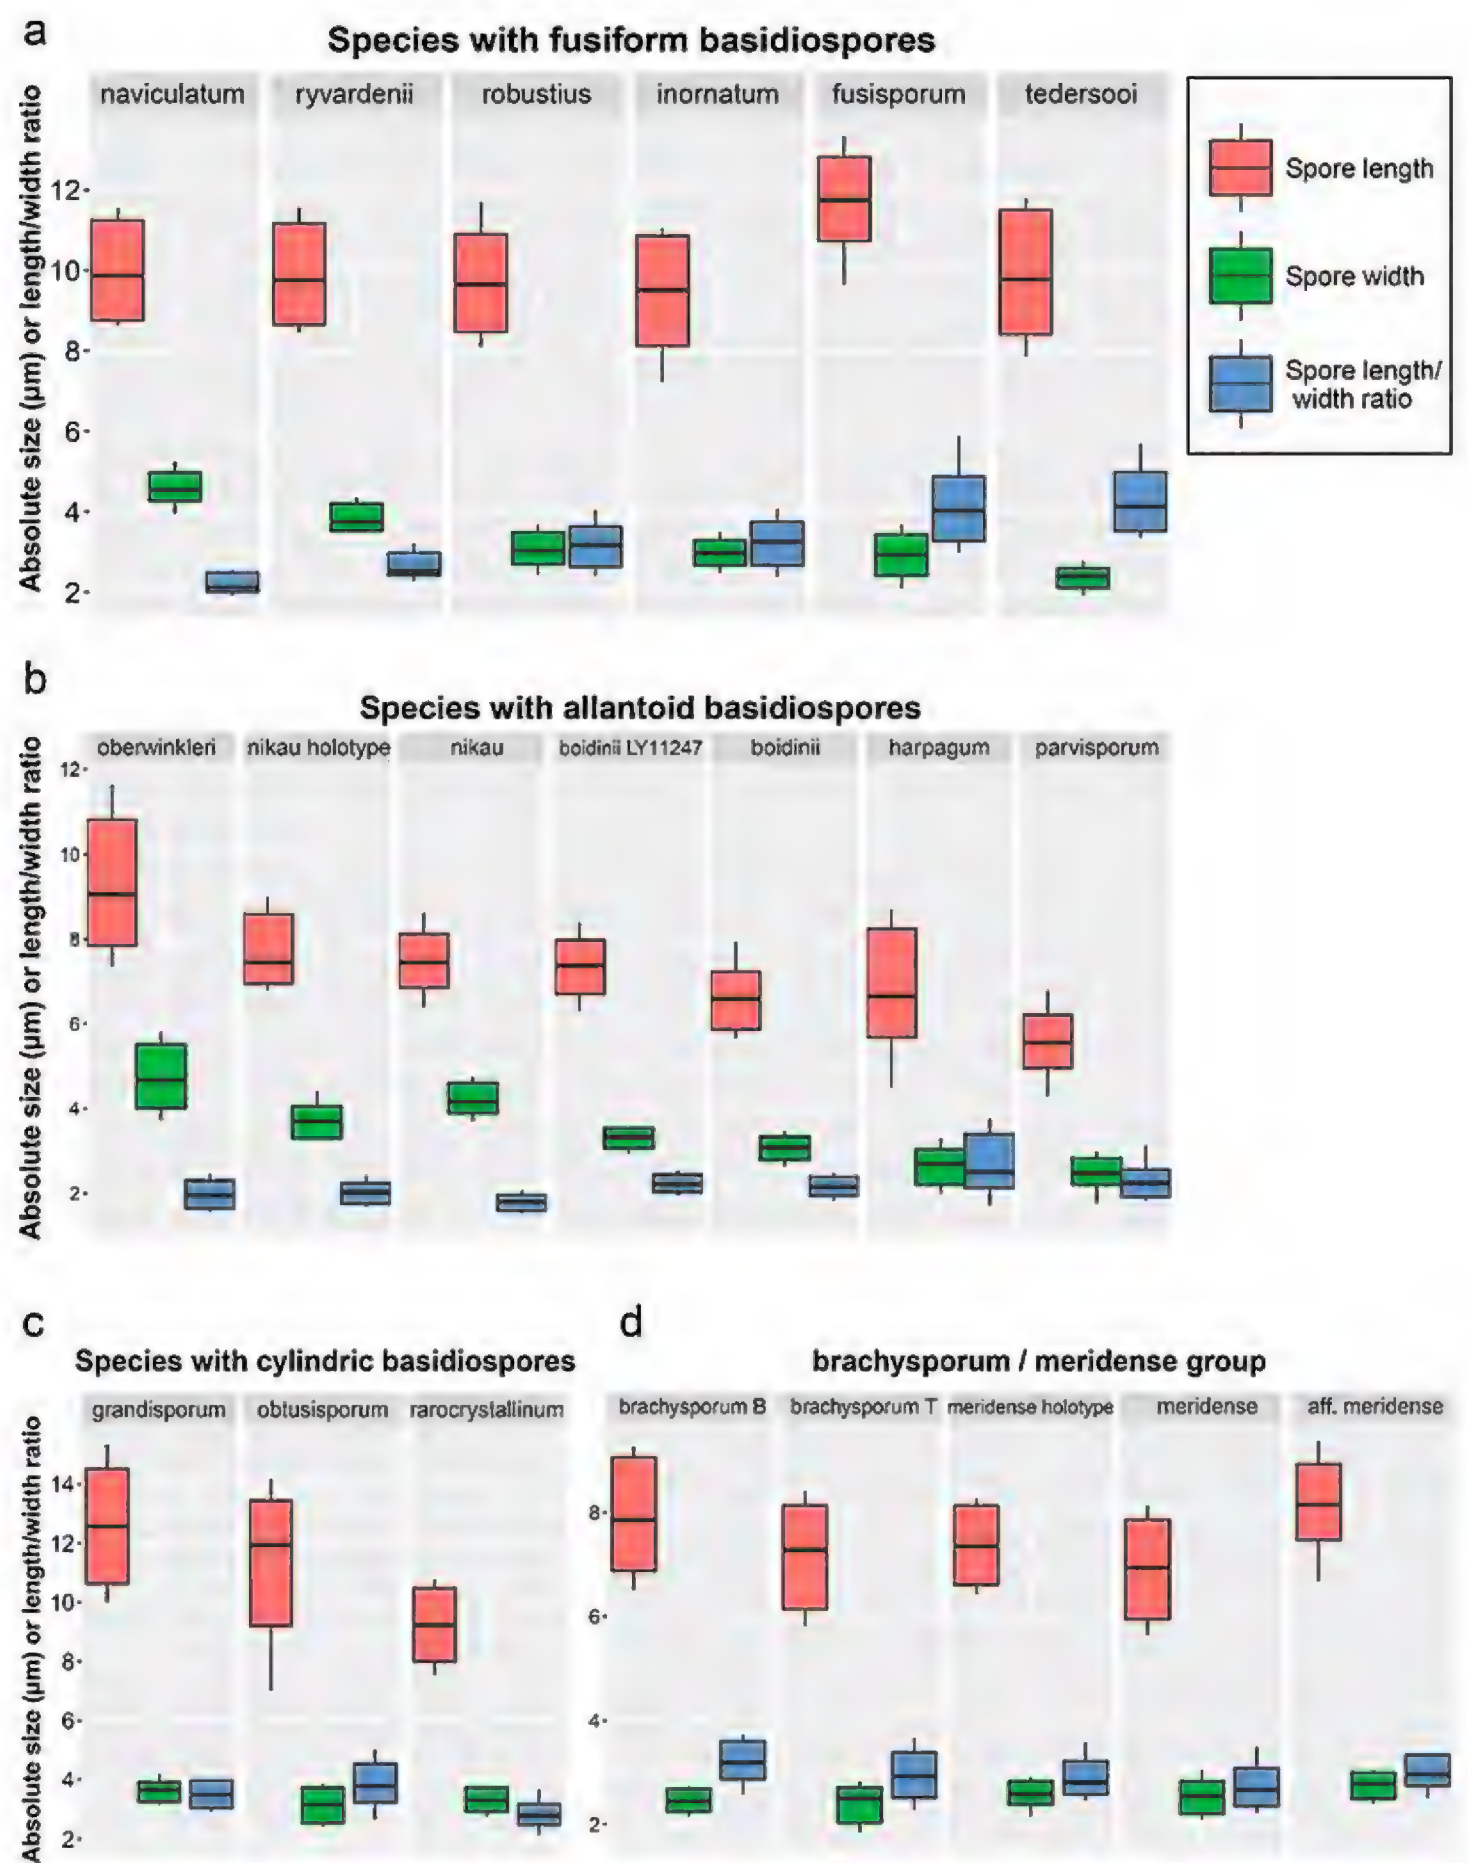 a
Species with fusiform basidiospores
naviculatum ryvardenii robustius inornatum fusisporum tedersooi
Absolute size (µm) or length/width ratio
12
10
8
6
4
2
Spore length
Spore width
Spore length/
width ratio
b
Species with allantoid basidiospores
oberwinkleri nikau holotype nikau boidinii LY11247 boidinii harpagum parvisporum
Absolute size (µm) or length/width ratio
12
10
8
6
4
2
c
Species with cylindric basidiospores
grandisporum obtusisporum rarocrystallinum
Absolute size (µm) or length/width ratio
14
12
10
8
6
4
2
d
brachysporum / meridense group
brachysporum B brachysporum T meridense holotype meridense aff. meridense
8
6
4
2